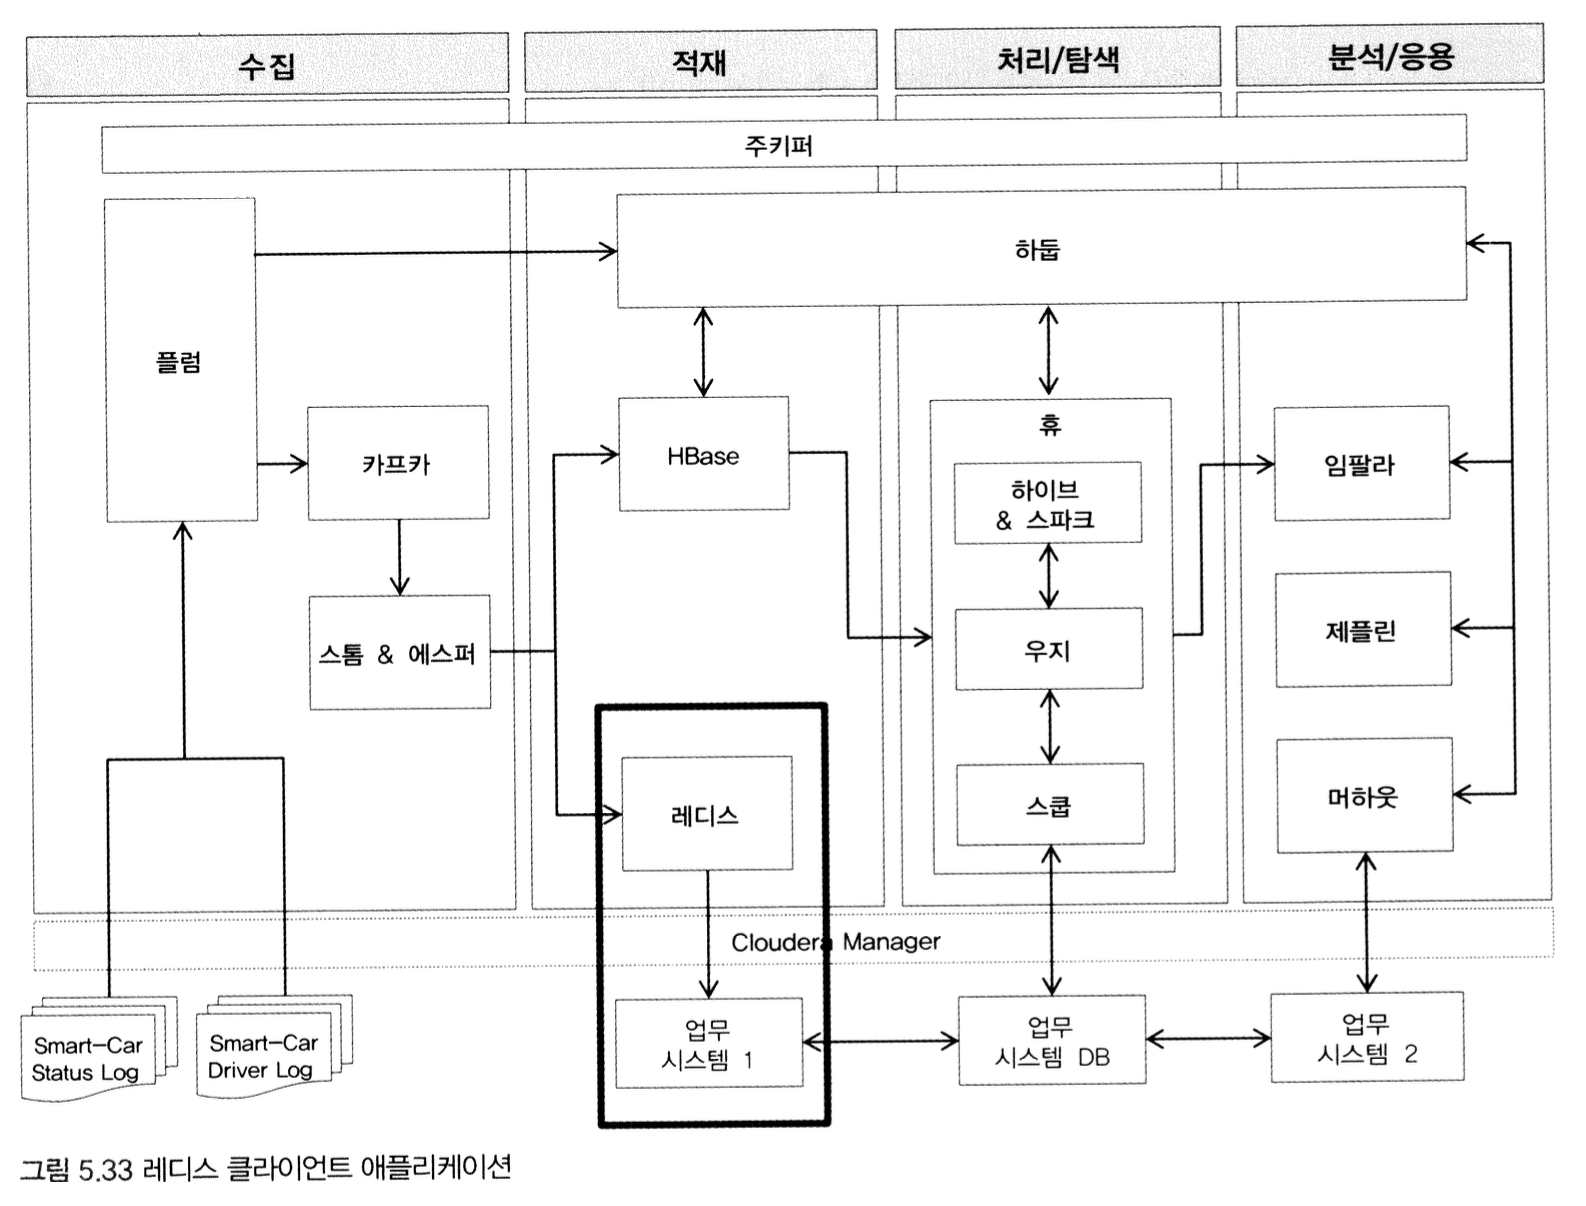 수집
적재
처리/탐색
분석/응용
주키퍼
하둡
플럼
카프카
HBase
휴
하이브
& 스파크
임팔라
스톰 & 에스퍼
우지
제플린
레디스
스쿱
머하웃
Cloudera Manager
Smart-Car
Status Log
Smart-Car
Driver Log
업무
시스템 1
업무
시스템 DB
업무
시스템 2
그림 5.33 레디스 클라이언트 애플리케이션